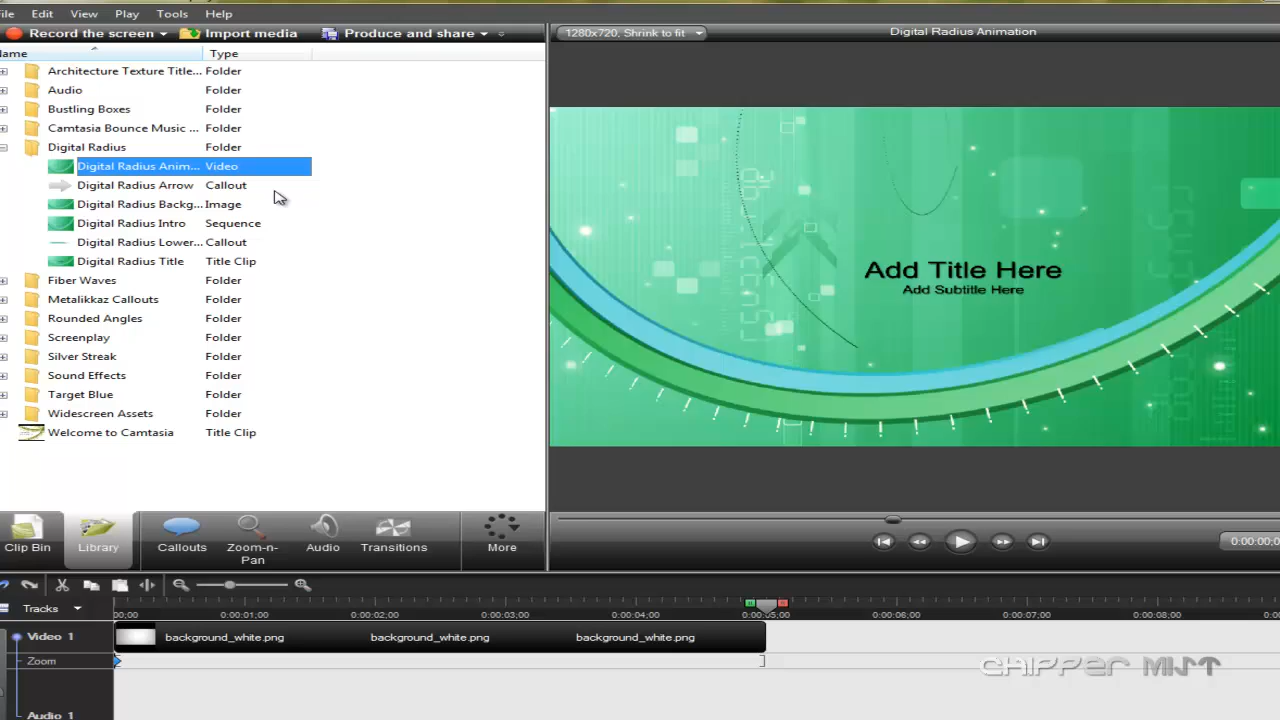 ile Edit View Play Tools Help
Record the screen Import media Produce and share
1280x720, Shrink to fit
Digital Radius Animation
Name Type
Architecture Texture Title... Folder
Audio Folder
Bustling Boxes Folder
Camtasia Bounce Music ... Folder
Digital Radius Folder
Digital Radius Anim... Video
Digital Radius Arrow Callout
Digital Radius Backg... Image
Digital Radius Intro Sequence
Digital Radius Lower... Callout
Digital Radius Title Title Clip
Fiber Waves Folder
Metalikkaz Callouts Folder
Rounded Angles Folder
Screenplay Folder
Silver Streak Folder
Sound Effects Folder
Target Blue Folder
Widescreen Assets Folder
Welcome to Camtasia Title Clip
Add Title Here
Add Subtitle Here
Clip Bin Library Callouts Zoom-n-Pan Audio Transitions More
0:00:00;0
Tracks
00;00 0:00:01;00 0:00:02;00 0:00:03;00 0:00:04;00 0:00:05;00 0:00:06;00 0:00:07;00 0:00:08;00 0:0
Video 1 background_white.png background_white.png background_white.png
Zoom
CHIPPER MIST
Audio 1